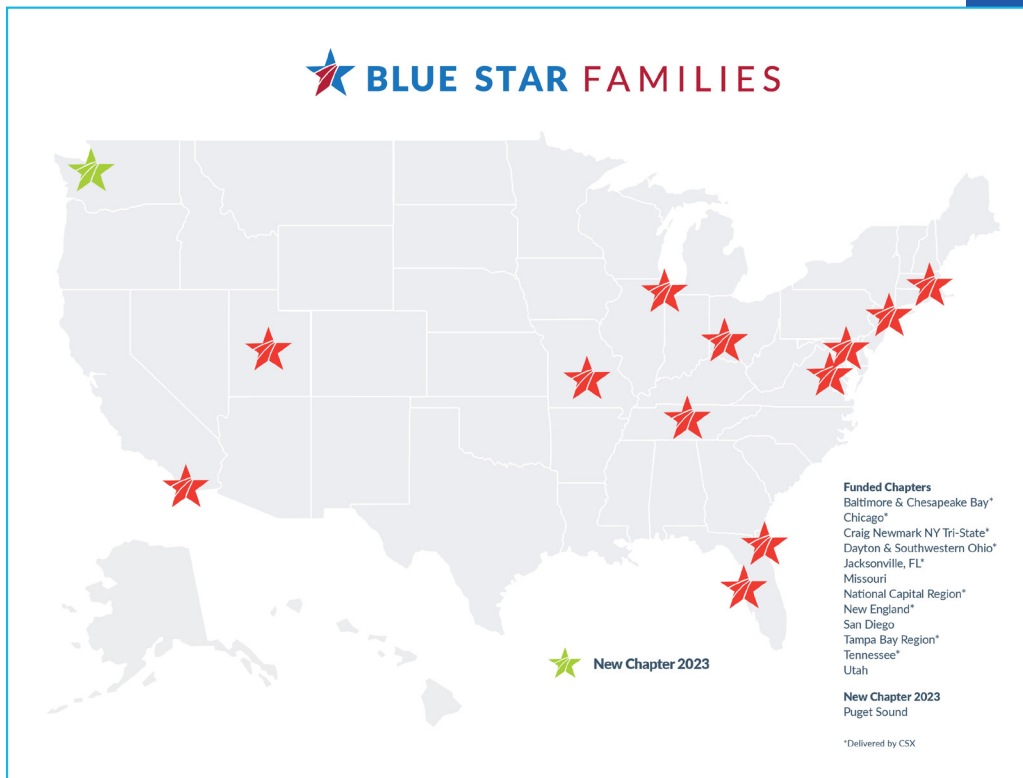 BLUE STAR FAMILIES
Funded Chapters
Baltimore & Chesapeake Bay*
Chicago*
Craig Newmark NY Tri-State*
Dayton & Southwestern Ohio*
Jacksonville, FL*
Missouri
National Capital Region*
New England*
San Diego
Tampa Bay Region*
Tennessee*
Utah
New Chapter 2023
New Chapter 2023
Puget Sound
*Delivered by CSX